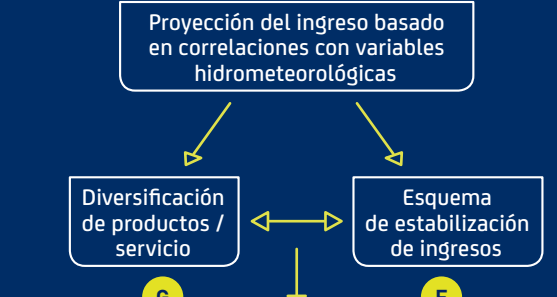 Proyección del ingreso basado
en correlaciones con variables
hidrometeorológicas
Diversificación
de productos /
servicio
Esquema
de estabilización
de ingresos